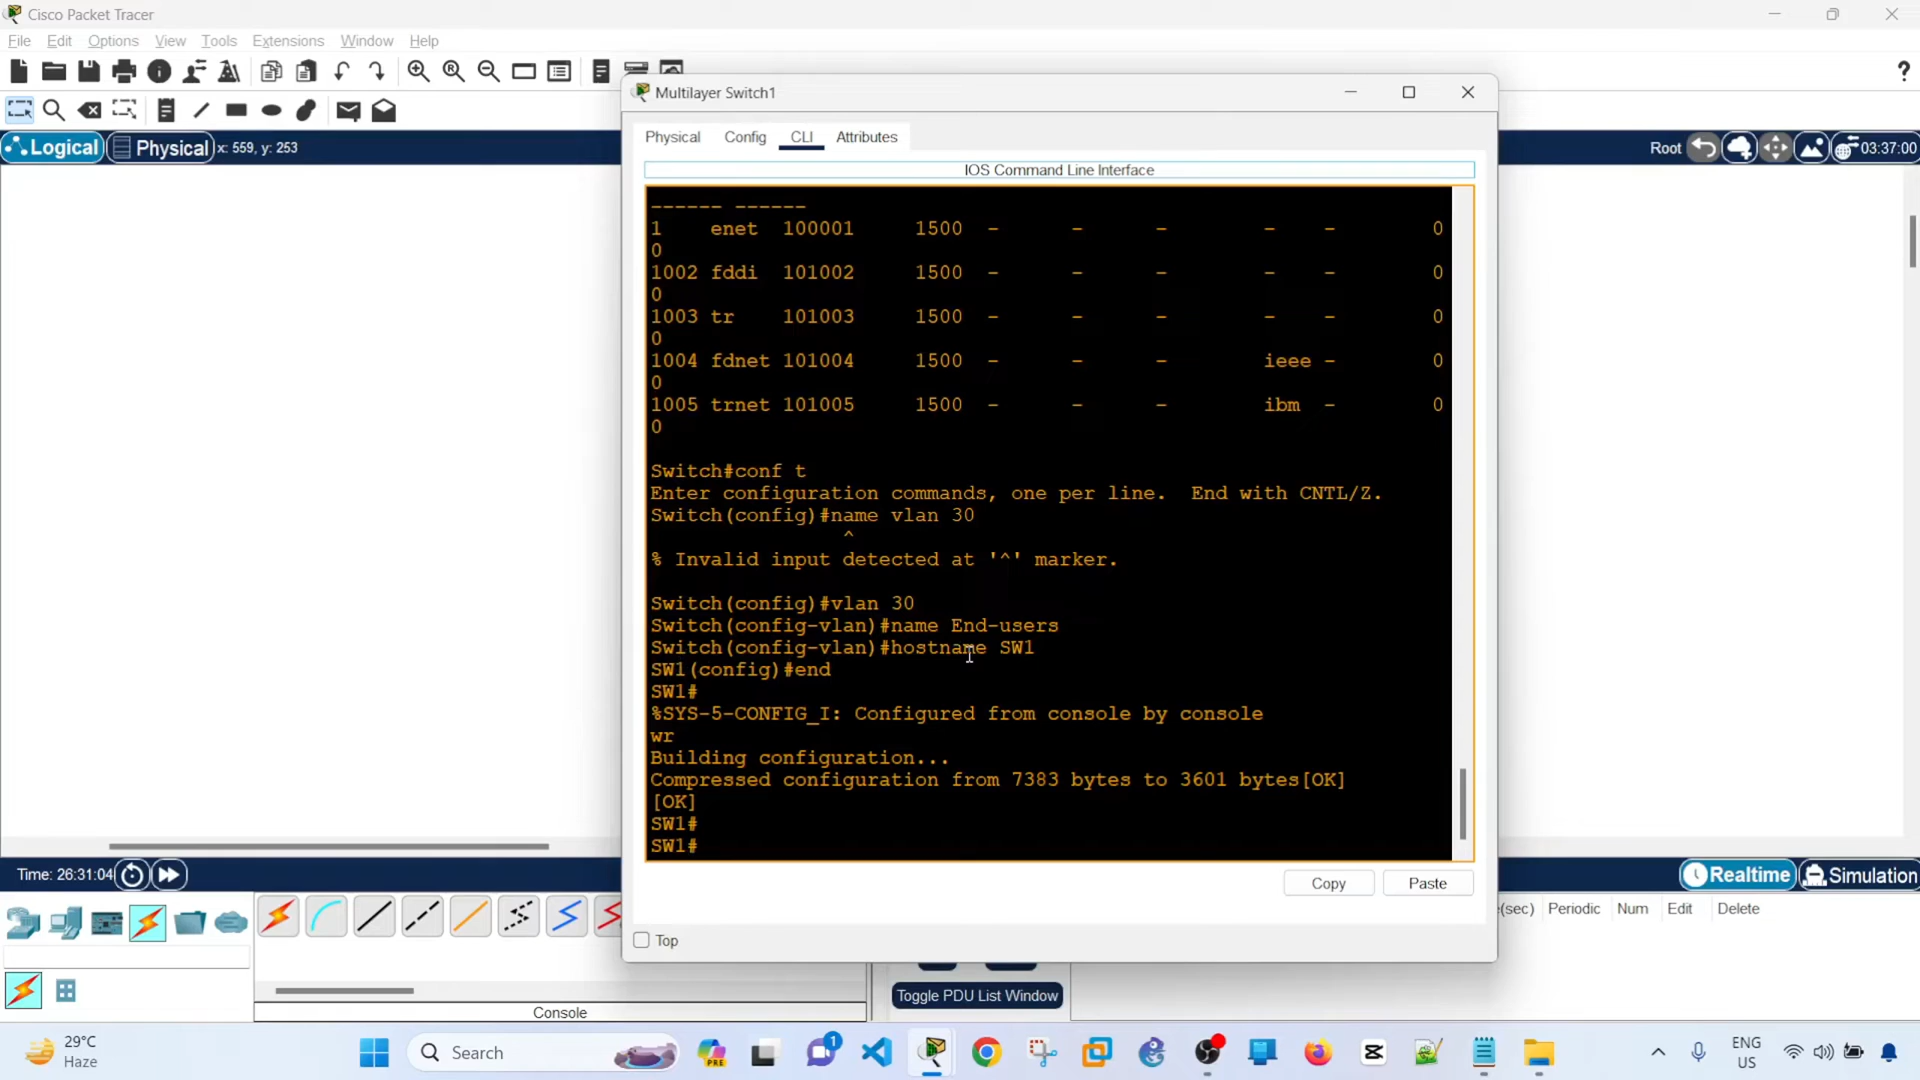 Cisco Packet Tracer
File Edit Options View Tools Extensions Window Help
Logical Physical x: 559, y: 253 Root 03:37:00
Multilayer Switch1
Physical Config CLI Attributes
IOS Command Line Interface
------ ------
1 enet 100001 1500 - - - - - 0
0
1002 fddi 101002 1500 - - - - - 0
0
1003 tr 101003 1500 - - - - - 0
0
1004 fdnet 101004 1500 - - - ieee - 0
0
1005 trnet 101005 1500 - - - ibm - 0
0
Switch#conf t
Enter configuration commands, one per line. End with CNTL/Z.
Switch(config)#name vlan 30
^
% Invalid input detected at '^' marker.
Switch(config)#vlan 30
Switch(config-vlan)#name End-users
Switch(config-vlan)#hostname SW1
SW1(config)#end
SW1#
%SYS-5-CONFIG_I: Configured from console by console
wr
Building configuration...
Compressed configuration from 7383 bytes to 3601 bytes[OK]
[OK]
SW1#
SW1#
Copy Paste
Top
Time: 26:31:04 Realtime Simulation
(sec) Periodic Num Edit Delete
Toggle PDU List Window
Console
29°C
Haze
Search
PRE
1
ENG
US